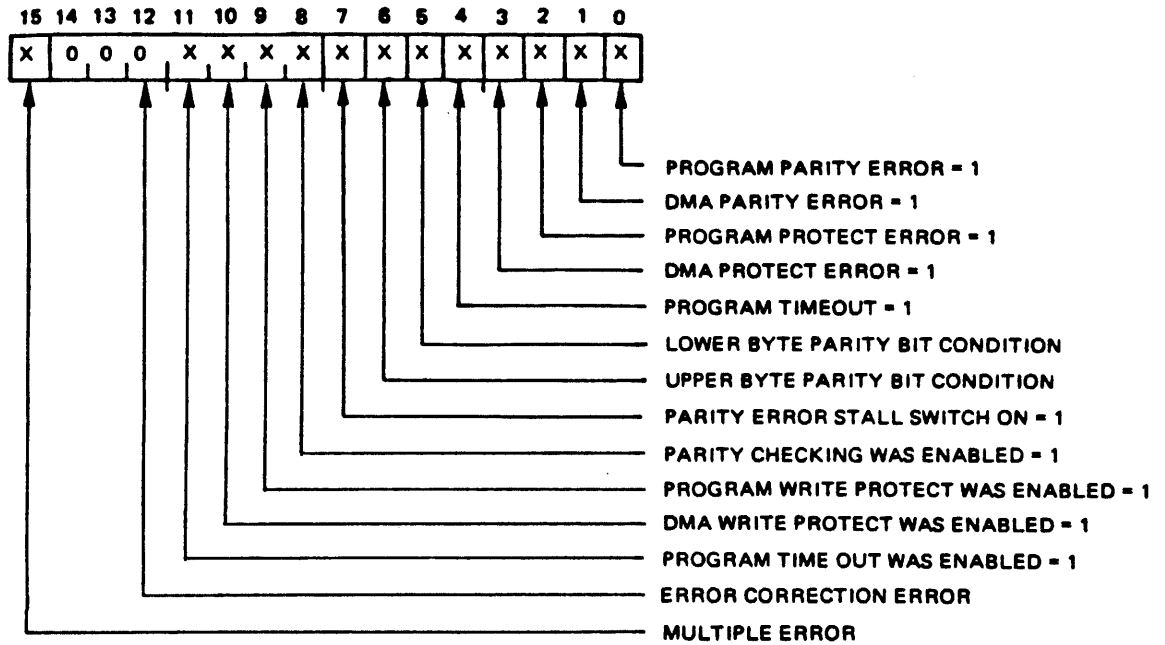 15 14 13 12 11 10 9 8 7 6 5 4 3 2 1 0
X 0 0 0 X X X X X X X X X X X X
PROGRAM PARITY ERROR = 1
DMA PARITY ERROR = 1
PROGRAM PROTECT ERROR = 1
DMA PROTECT ERROR = 1
PROGRAM TIMEOUT = 1
LOWER BYTE PARITY BIT CONDITION
UPPER BYTE PARITY BIT CONDITION
PARITY ERROR STALL SWITCH ON = 1
PARITY CHECKING WAS ENABLED = 1
PROGRAM WRITE PROTECT WAS ENABLED = 1
DMA WRITE PROTECT WAS ENABLED = 1
PROGRAM TIME OUT WAS ENABLED = 1
ERROR CORRECTION ERROR
MULTIPLE ERROR